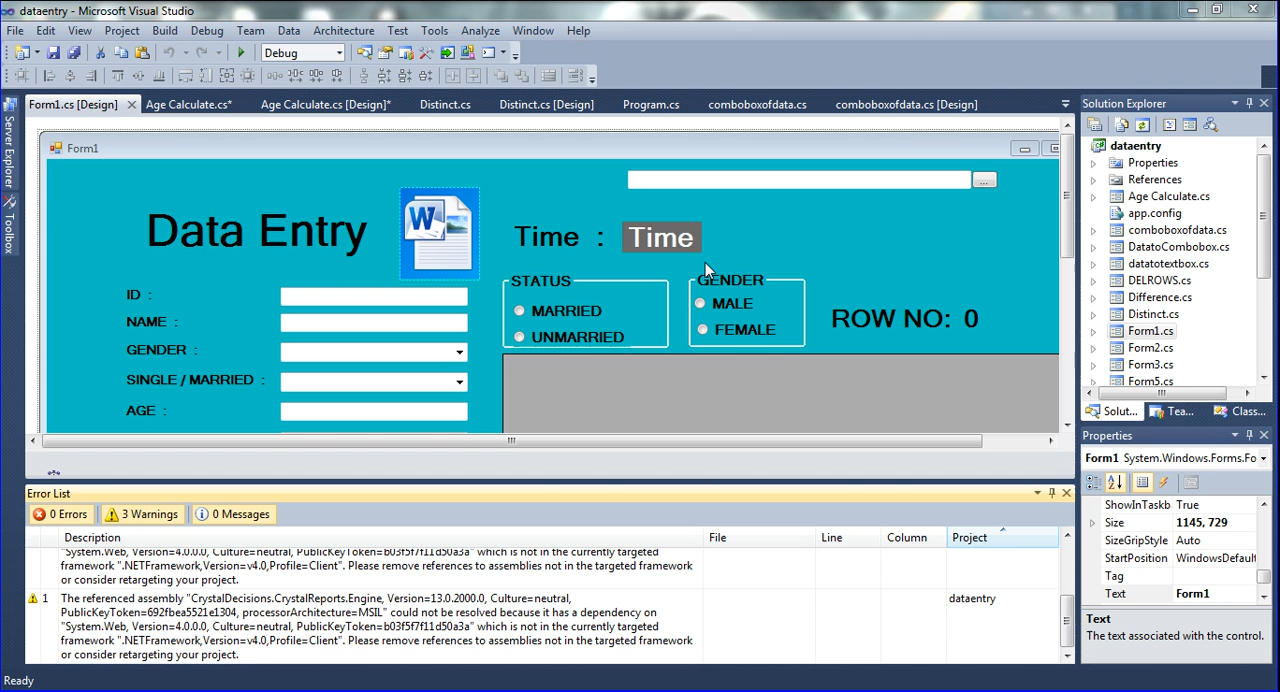 dataentry - Microsoft Visual Studio
File Edit View Project Build Debug Team Data Architecture Test Tools Analyze Window Help
Debug
Form1.cs [Design] Age Calculate.cs* Age Calculate.cs [Design]* Distinct.cs Distinct.cs [Design] Program.cs comboboxofdata.cs comboboxofdata.cs [Design]
Server Explorer
Toolbox
Form1
...
Data Entry
W
Time : Time
ID :
NAME :
GENDER :
SINGLE / MARRIED :
AGE :
STATUS
MARRIED
UNMARRIED
GENDER
MALE
FEMALE
ROW NO: 0
Solution Explorer
dataentry
Properties
References
Age Calculate.cs
app.config
comboboxofdata.cs
DatatoCombobox.cs
datatotextbox.cs
DELROWS.cs
Difference.cs
Distinct.cs
Form1.cs
Form2.cs
Form3.cs
Form5.cs
Solut... Tea... Class...
Properties
Form1 System.Windows.Forms.Fo
ShowInTaskb True
Size 1145, 729
SizeGripStyle Auto
StartPosition WindowsDefault
Tag
Text Form1
Text
The text associated with the control.
Error List
0 Errors 3 Warnings 0 Messages
Description File Line Column Project
"System.Web, Version=4.0.0.0, Culture=neutral, PublicKeyToken=b03f5f7f11d50a3a" which is not in the currently targeted
framework ".NETFramework,Version=v4.0,Profile=Client". Please remove references to assemblies not in the targeted framework
or consider retargeting your project.
1 The referenced assembly "CrystalDecisions.CrystalReports.Engine, Version=13.0.2000.0, Culture=neutral, dataentry
PublicKeyToken=692fbea5521e1304, processorArchitecture=MSIL" could not be resolved because it has a dependency on
"System.Web, Version=4.0.0.0, Culture=neutral, PublicKeyToken=b03f5f7f11d50a3a" which is not in the currently targeted
framework ".NETFramework,Version=v4.0,Profile=Client". Please remove references to assemblies not in the targeted framework
or consider retargeting your project.
Ready